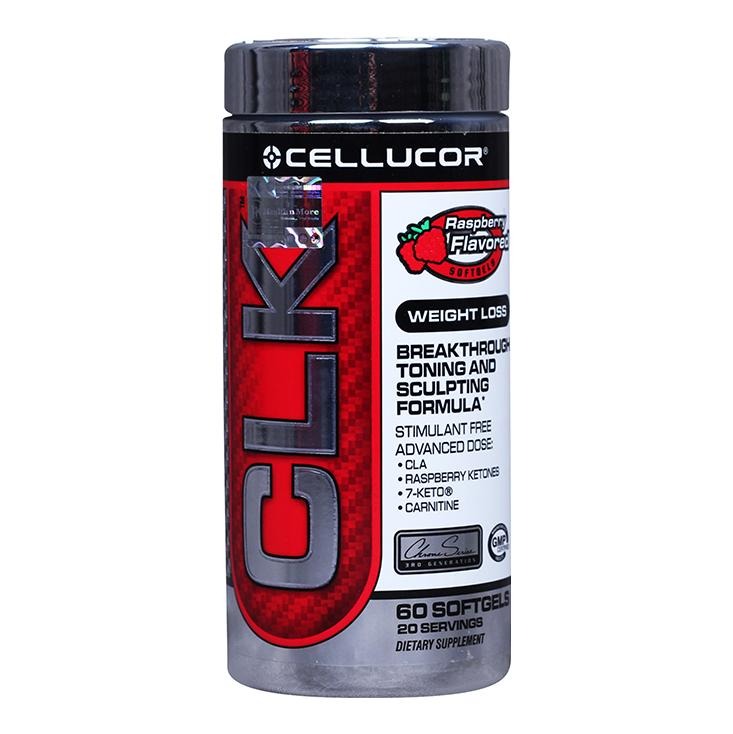 CELLUCOR®
CLK™
Raspberry
Flavored
SOFTGELS
WEIGHT LOSS
BREAKTHROUGH
TONING AND
SCULPTING
FORMULA*
STIMULANT FREE
ADVANCED DOSE:
• CLA
• RASPBERRY KETONES
• 7-KETO®
• CARNITINE
Chrome Series
3RD GENERATION
GMP
60 SOFTGELS
20 SERVINGS
DIETARY SUPPLEMENT